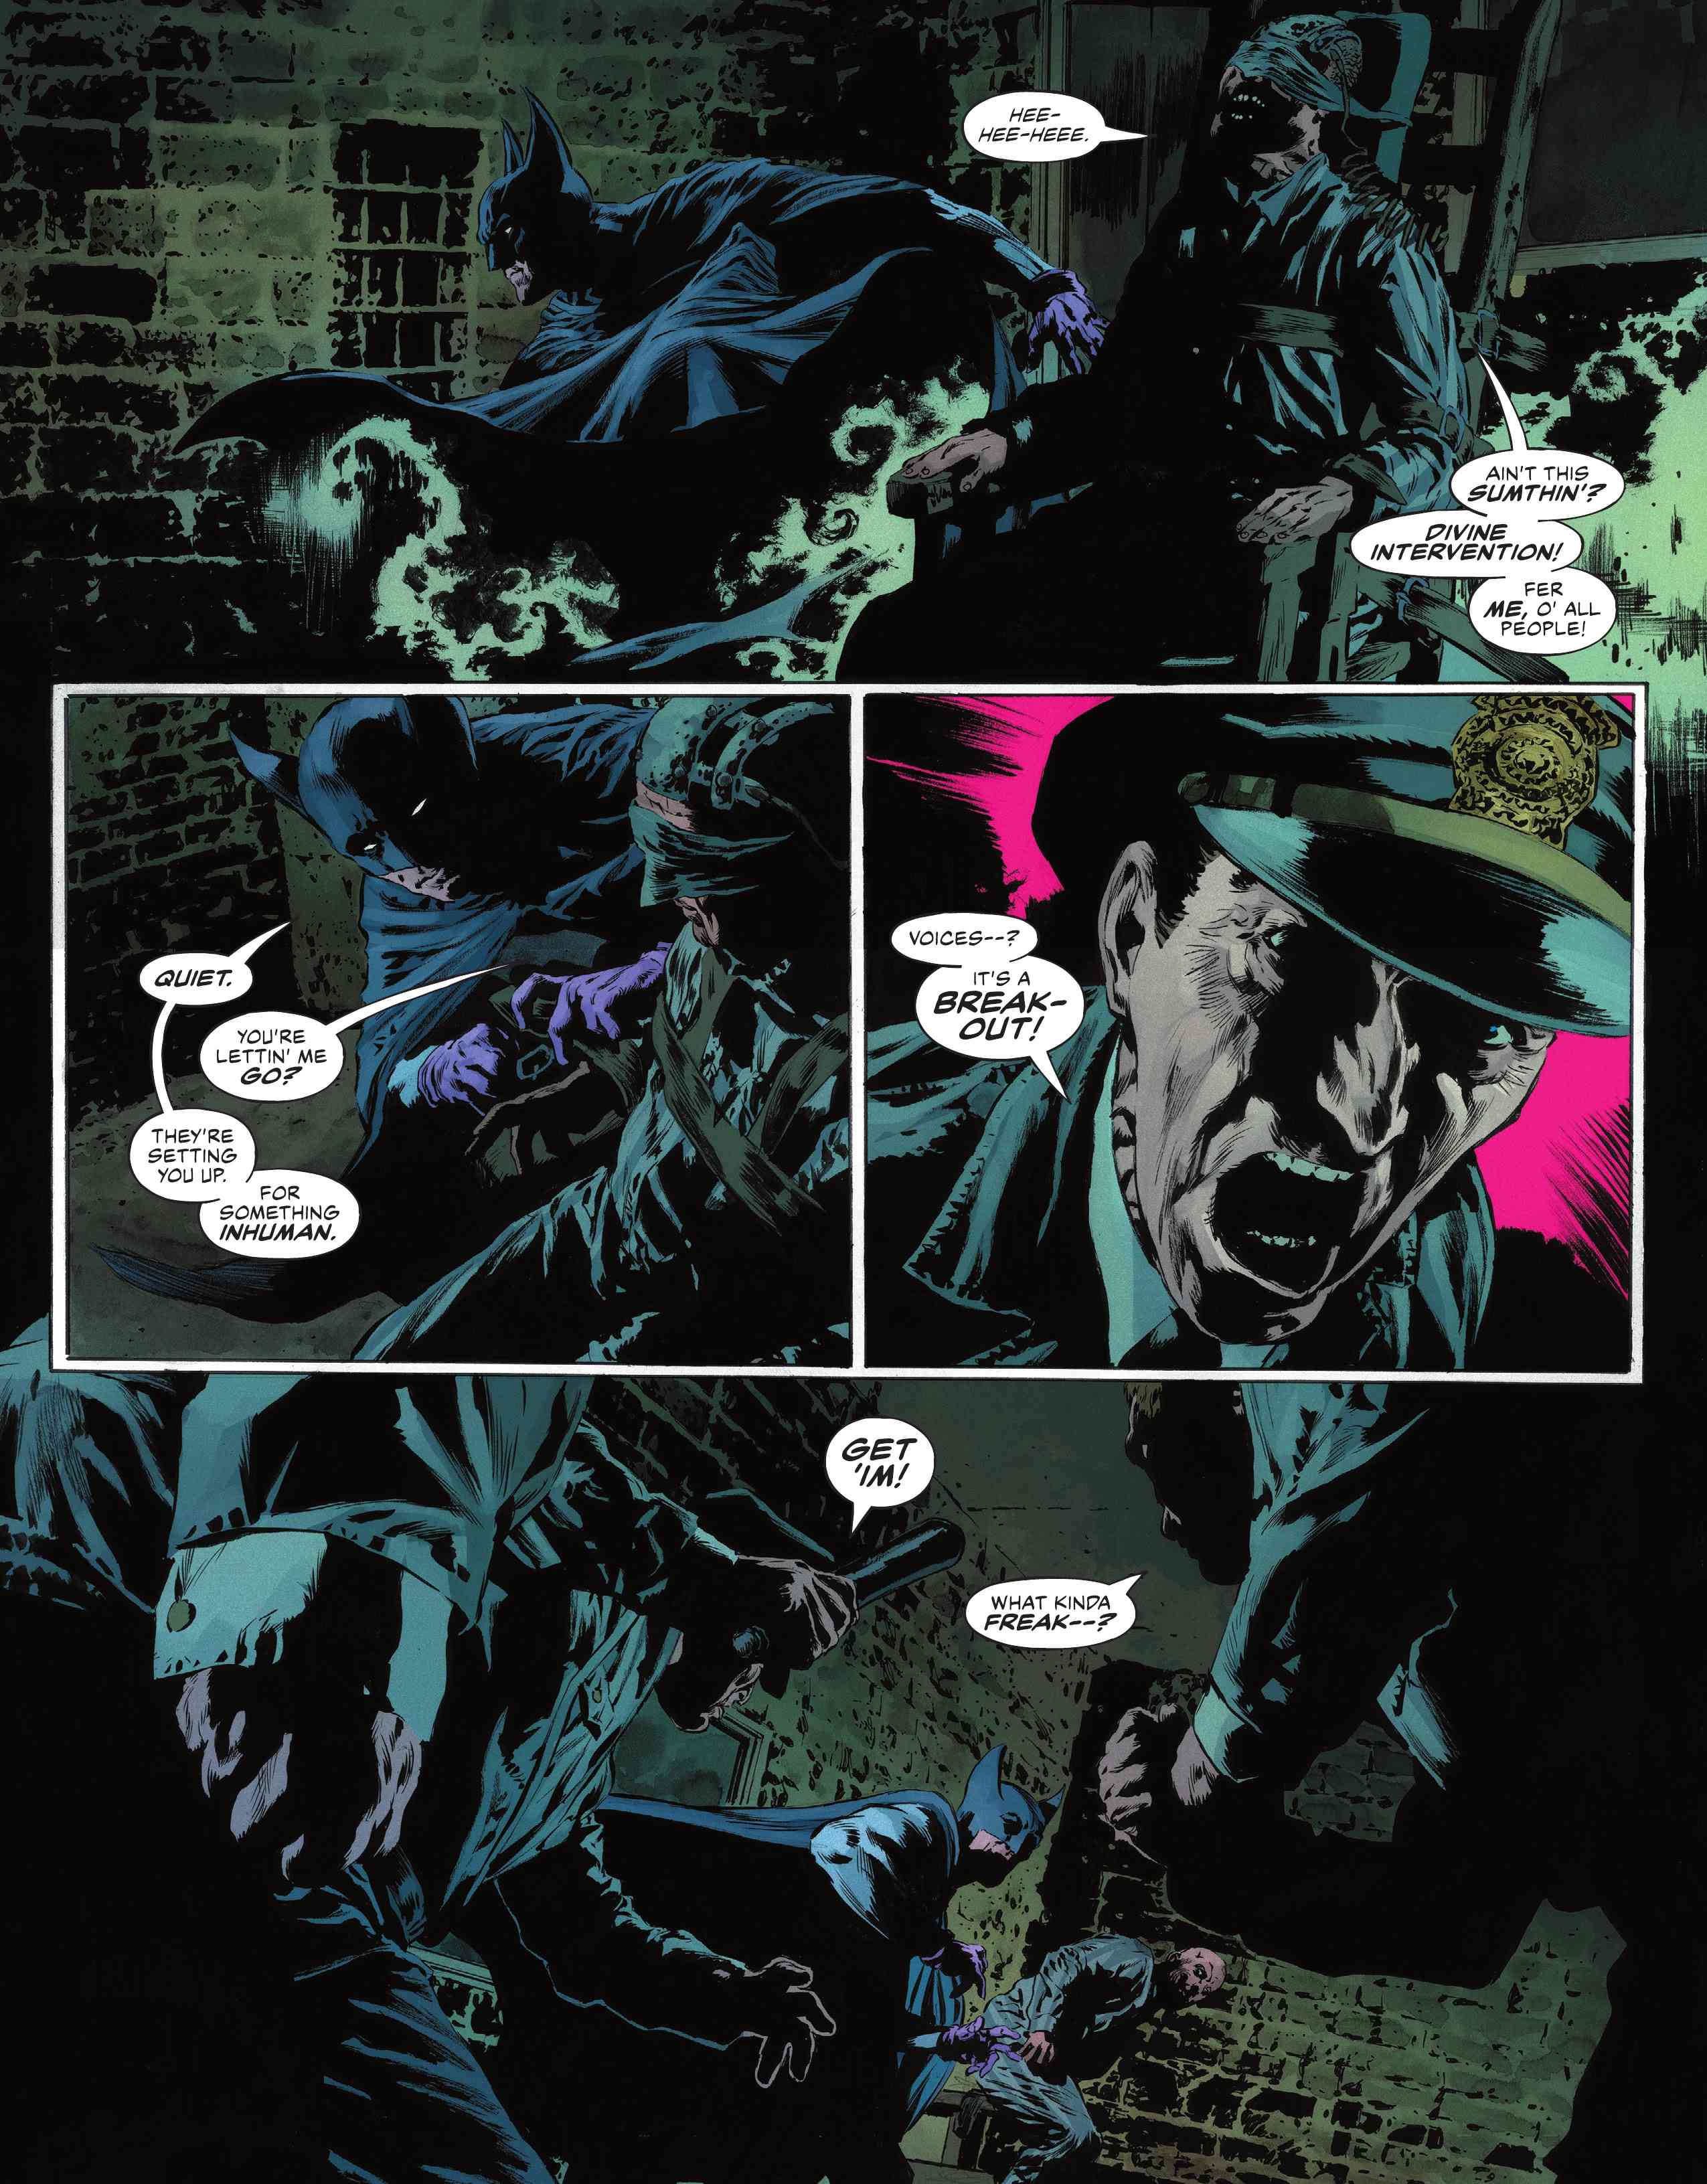 HEE-
HEE-HEEE.
AIN'T THIS
SUMTHIN'?
DIVINE
INTERVENTION!
FER
ME, O' ALL
PEOPLE!
QUIET.
YOU'RE
LETTIN' ME
GO?
THEY'RE
SETTING
YOU UP.
FOR
SOMETHING
INHUMAN.
VOICES--?
IT'S A
BREAK-
OUT!
GET
'IM!
WHAT KINDA
FREAK--?